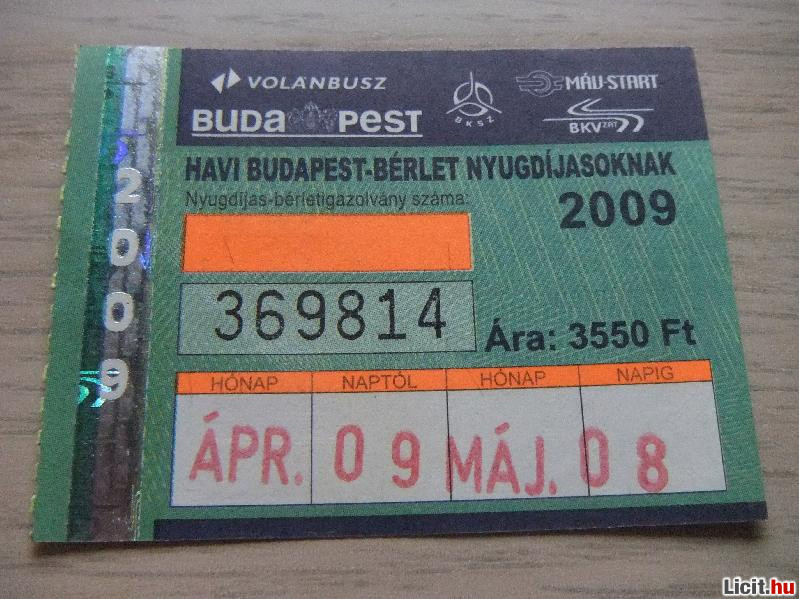 VOLÁNBUSZ
BKSZ
MÁV-START
BUDAPEST
BKV ZRT
HAVI BUDAPEST-BÉRLET NYUGDÍJASOKNAK
Nyugdíjas-bérletigazolvány száma:
2009
369814
Ára: 3550 Ft
HÓNAP NAPTÓL HÓNAP NAPIG
ÁPR. 09 MÁJ. 08
2009
Licit.hu